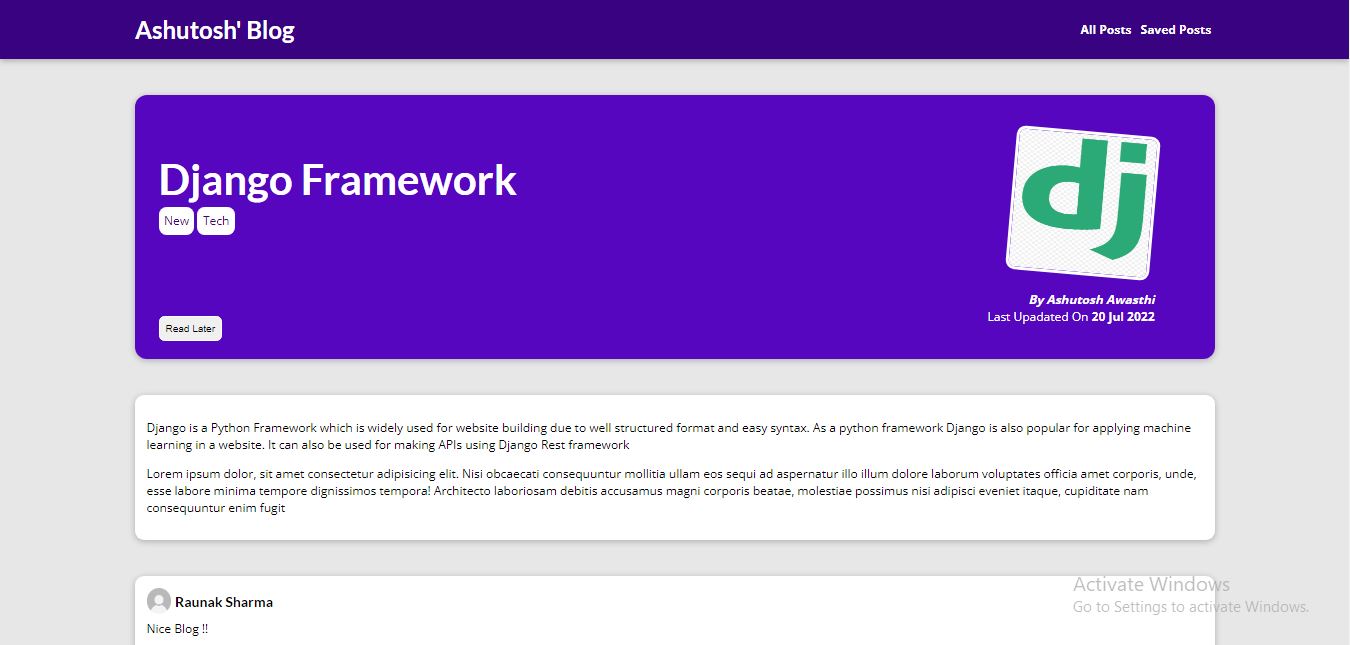 Ashutosh' Blog
All Posts Saved Posts
Django Framework
New Tech
dj
By Ashutosh Awasthi
Last Upadated On 20 Jul 2022
Read Later
Django is a Python Framework which is widely used for website building due to well structured format and easy syntax. As a python framework Django is also popular for applying machine
learning in a website. It can also be used for making APIs using Django Rest framework
Lorem ipsum dolor, sit amet consectetur adipisicing elit. Nisi obcaecati consequuntur mollitia ullam eos sequi ad aspernatur illo illum dolore laborum voluptates officia amet corporis, unde,
esse labore minima tempore dignissimos tempora! Architecto laboriosam debitis accusamus magni corporis beatae, molestiae possimus nisi adipisci eveniet itaque, cupiditate nam
consequuntur enim fugit
Activate Windows
Go to Settings to activate Windows.
Raunak Sharma
Nice Blog !!